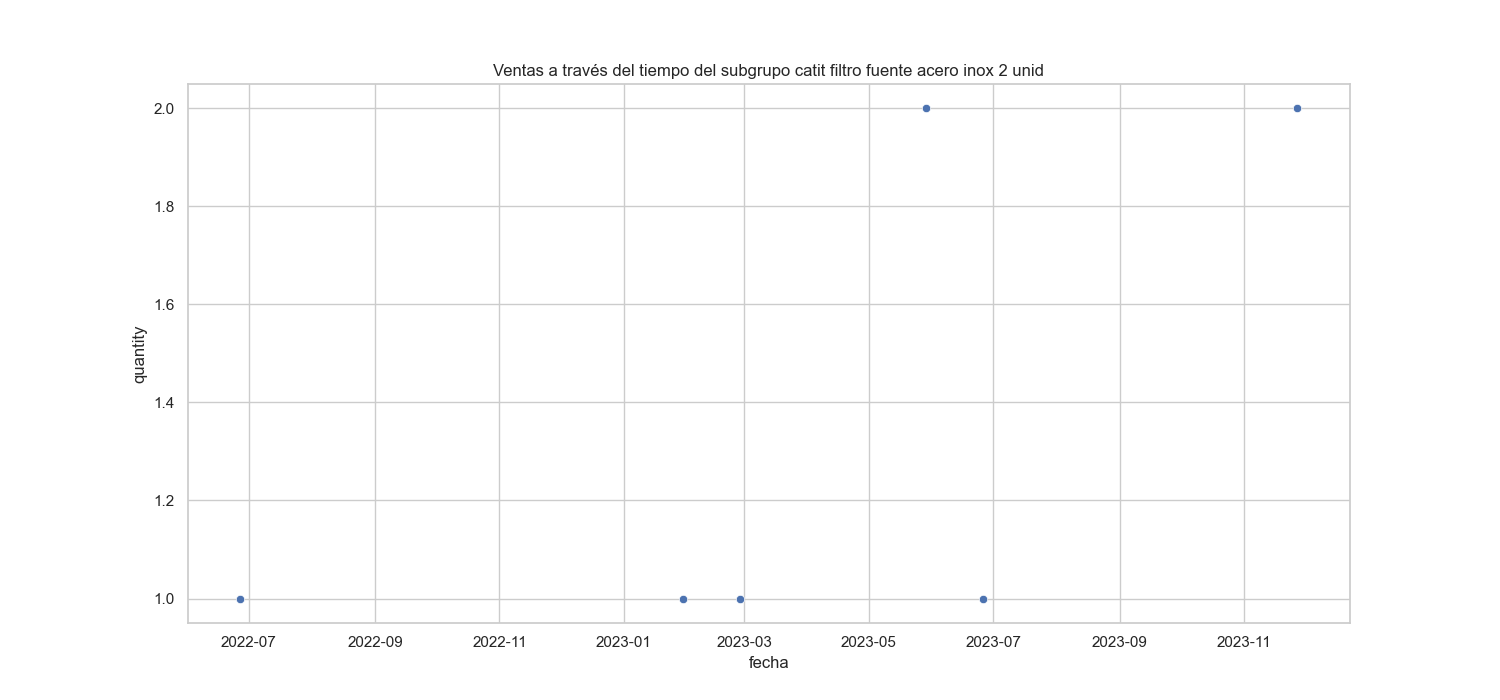 Ventas a través del tiempo del subgrupo catit filtro fuente acero inox 2 unid
2.0
1.8
1.6
1.4
1.2
1.0
quantity
2022-07 2022-09 2022-11 2023-01 2023-03 2023-05 2023-07 2023-09 2023-11
fecha